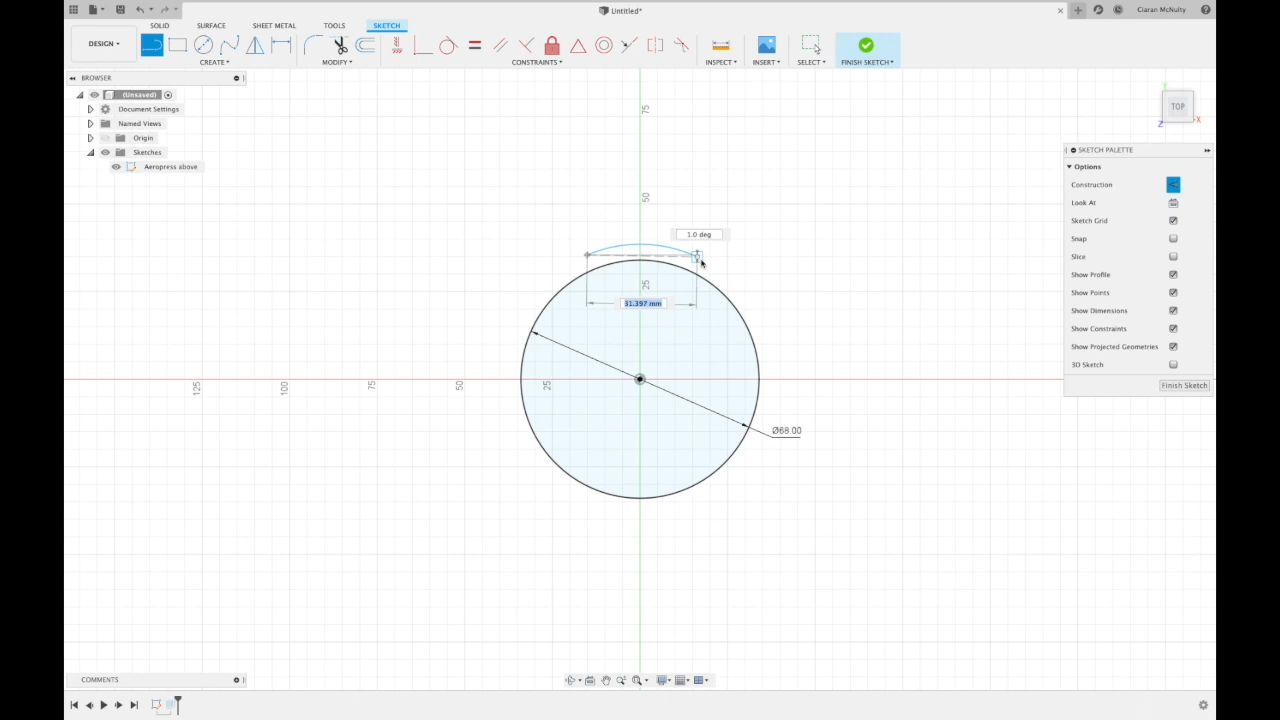 Untitled*
Ciaran McNulty
SOLID SURFACE SHEET METAL TOOLS SKETCH
DESIGN
CREATE MODIFY CONSTRAINTS INSPECT INSERT SELECT FINISH SKETCH
BROWSER
(Unsaved)
Document Settings
Named Views
Origin
Sketches
Aeropress above
TOP
X
Y
Z
SKETCH PALETTE
Options
Construction
Look At
Sketch Grid
Snap
Slice
Show Profile
Show Points
Show Dimensions
Show Constraints
Show Projected Geometries
3D Sketch
Finish Sketch
75
50
1.0 deg
25
31.397 mm
125
100
75
50
25
Ø68.00
COMMENTS